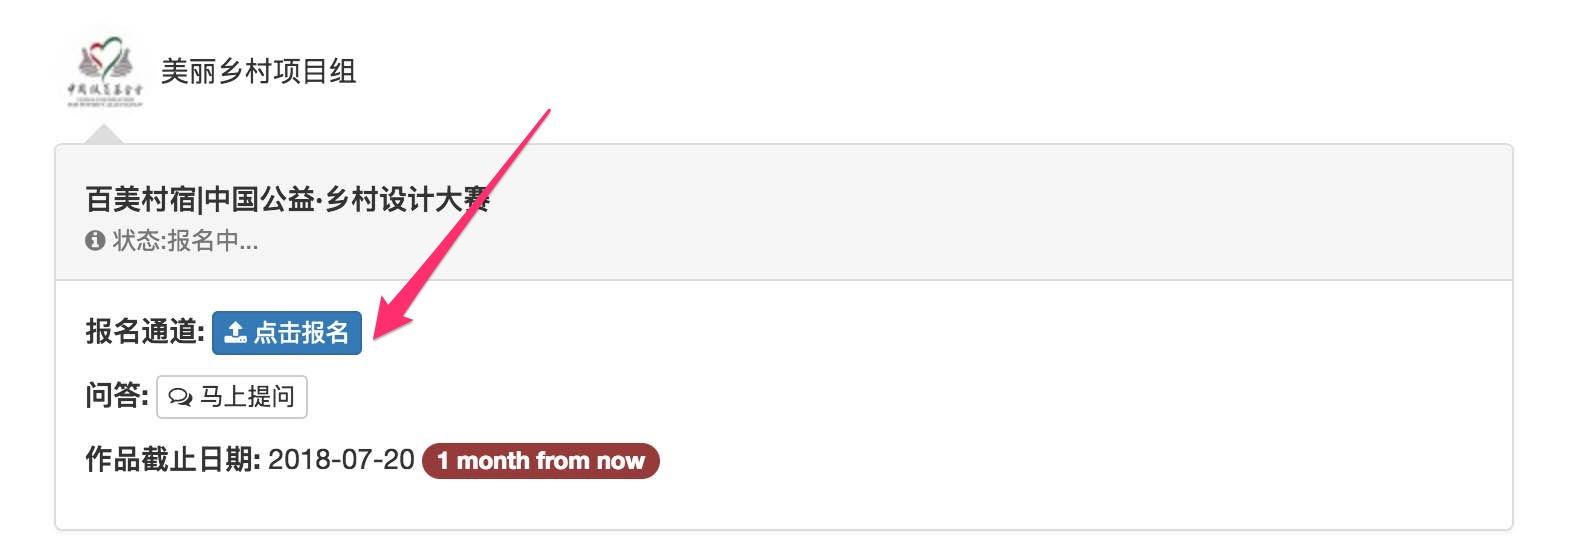 中国扶贫基金会
美丽乡村项目组
百美村宿|中国公益·乡村设计大赛
状态:报名中...
报名通道: 点击报名
问答: 马上提问
作品截止日期: 2018-07-20 1 month from now